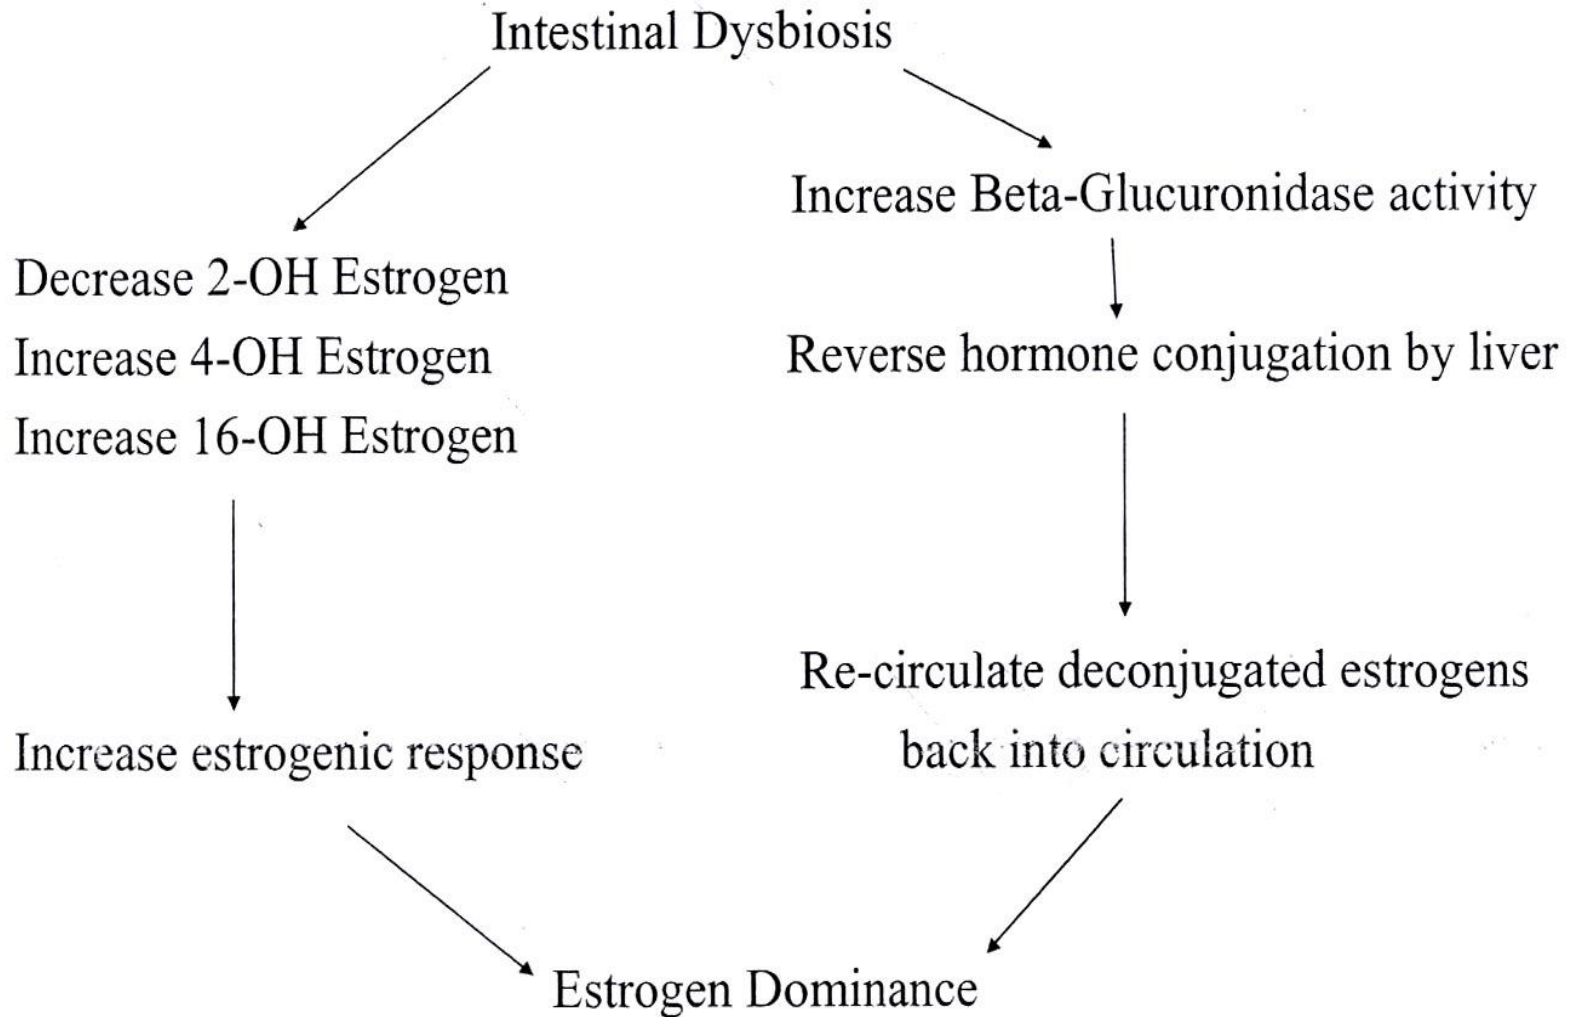 Intestinal Dysbiosis
Increase Beta-Glucuronidase activity
Decrease 2-OH Estrogen
Increase 4-OH Estrogen
Increase 16-OH Estrogen
Reverse hormone conjugation by liver
Increase estrogenic response
Re-circulate deconjugated estrogens
back into circulation
Estrogen Dominance